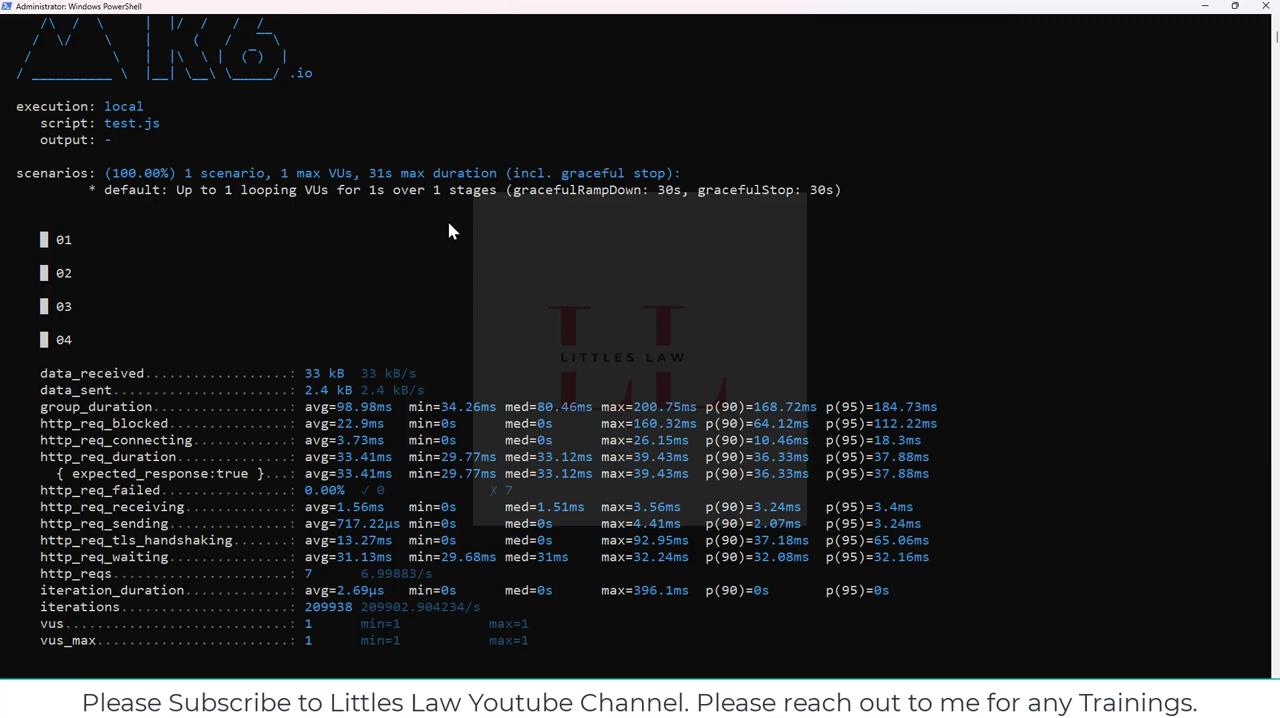 Administrator: Windows PowerShell
.io
execution: local
script: test.js
output: -
scenarios: (100.00%) 1 scenario, 1 max VUs, 31s max duration (incl. graceful stop):
* default: Up to 1 looping VUs for 1s over 1 stages (gracefulRampDown: 30s, gracefulStop: 30s)
█ 01
█ 02
█ 03
█ 04
LITTLES LAW
data_received..................: 33 kB 33 kB/s
data_sent......................: 2.4 kB 2.4 kB/s
group_duration.................: avg=98.98ms min=34.26ms med=80.46ms max=200.75ms p(90)=168.72ms p(95)=184.73ms
http_req_blocked...............: avg=22.9ms min=0s med=0s max=160.32ms p(90)=64.12ms p(95)=112.22ms
http_req_connecting............: avg=3.73ms min=0s med=0s max=26.15ms p(90)=10.46ms p(95)=18.3ms
http_req_duration..............: avg=33.41ms min=29.77ms med=33.12ms max=39.43ms p(90)=36.33ms p(95)=37.88ms
{ expected_response:true }...: avg=33.41ms min=29.77ms med=33.12ms max=39.43ms p(90)=36.33ms p(95)=37.88ms
http_req_failed................: 0.00% ✓ 0 ✗ 7
http_req_receiving.............: avg=1.56ms min=0s med=1.51ms max=3.56ms p(90)=3.24ms p(95)=3.4ms
http_req_sending...............: avg=717.22µs min=0s med=0s max=4.41ms p(90)=2.07ms p(95)=3.24ms
http_req_tls_handshaking.......: avg=13.27ms min=0s med=0s max=92.95ms p(90)=37.18ms p(95)=65.06ms
http_req_waiting...............: avg=31.13ms min=29.68ms med=31ms max=32.24ms p(90)=32.08ms p(95)=32.16ms
http_reqs......................: 7 6.99883/s
iteration_duration.............: avg=2.69µs min=0s med=0s max=396.1ms p(90)=0s p(95)=0s
iterations.....................: 209938 209902.904234/s
vus............................: 1 min=1 max=1
vus_max........................: 1 min=1 max=1
Please Subscribe to Littles Law Youtube Channel. Please reach out to me for any Trainings.